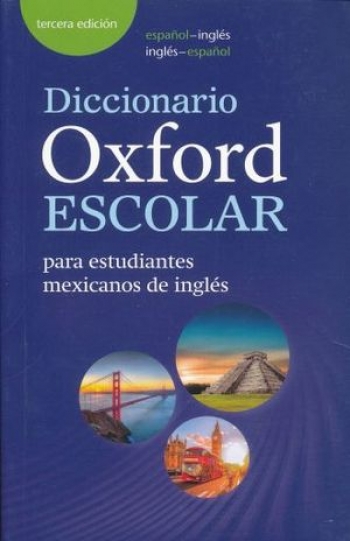 tercera edición
español–inglés
inglés–español
Diccionario
Oxford
ESCOLAR
para estudiantes
mexicanos de inglés